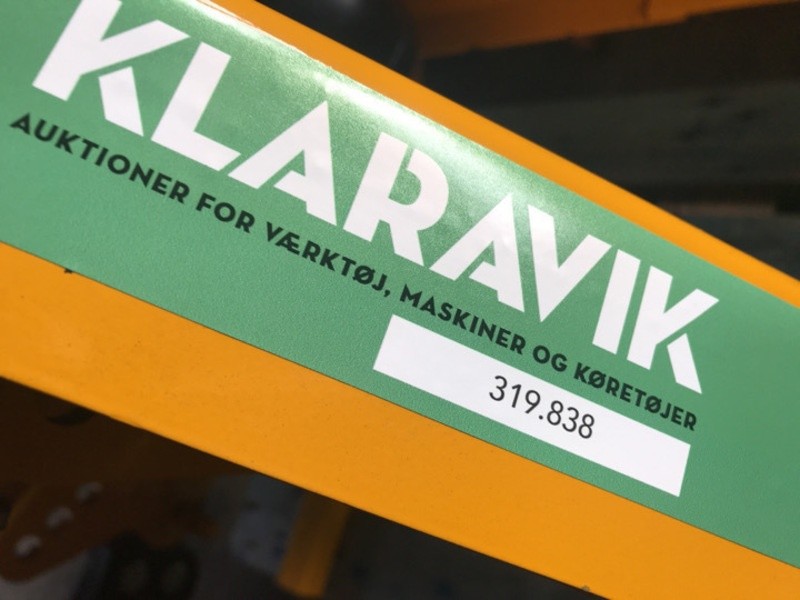 KLARAVIK
AUKTIONER FOR VÆRKTØJ, MASKINER OG KØRETØJER
319.838